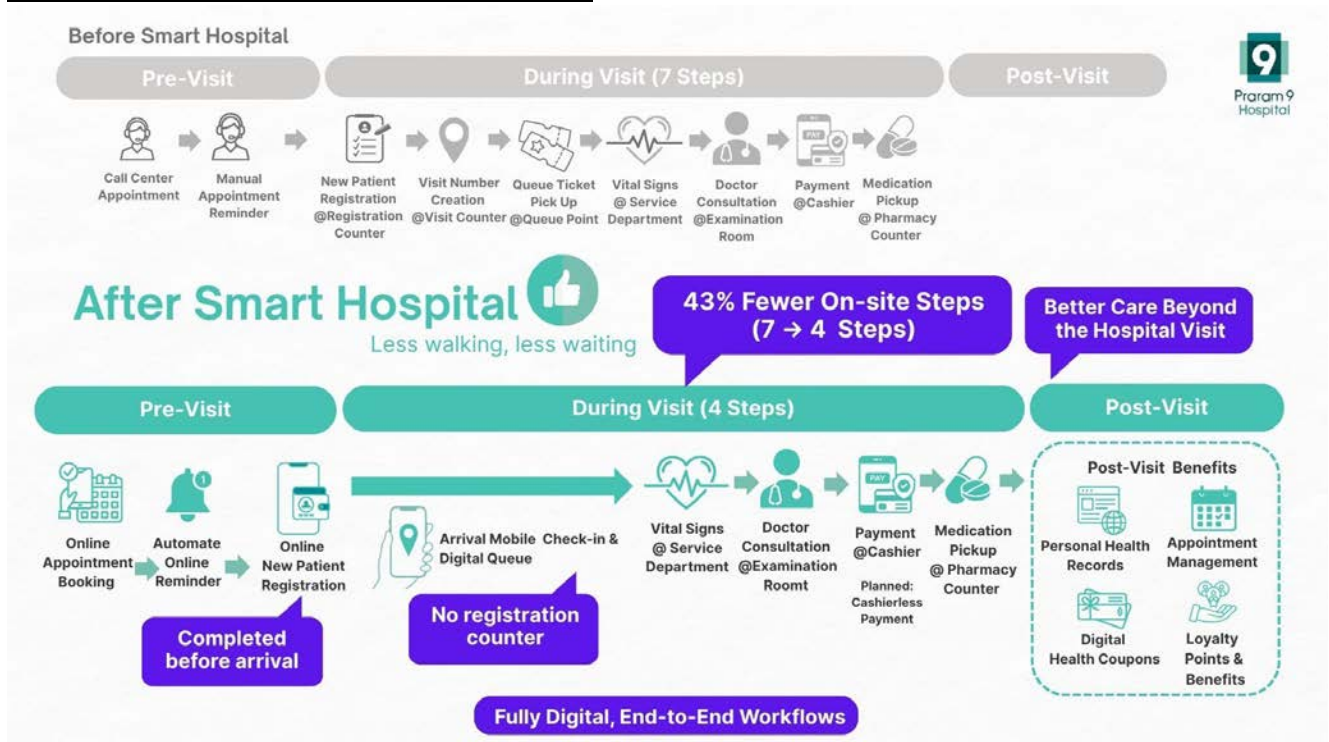 Before Smart Hospital
9
Praram 9
Hospital
Pre-Visit
During Visit (7 Steps)
Post-Visit
Call Center
Appointment
Manual
Appointment
Reminder
New Patient
Registration
@Registration
Counter
Visit Number
Creation
@Visit Counter
Queue Ticket
Pick Up
@Queue Point
Vital Signs
@ Service
Department
Doctor
Consultation
@Examination
Room
PAY
Payment
@Cashier
Medication
Pickup
@ Pharmacy
Counter
After Smart Hospital
Less walking, less waiting
43% Fewer On-site Steps
(7 → 4 Steps)
Better Care Beyond
the Hospital Visit
Pre-Visit
During Visit (4 Steps)
Post-Visit
Online
Appointment
Booking
1
Automate
Online
Reminder
Online
New Patient
Registration
Completed
before arrival
Arrival Mobile Check-in &
Digital Queue
No registration
counter
Vital Signs
@ Service
Department
Doctor
Consultation
@Examination
Roomt
PAY
Payment
@Cashier
Planned:
Cashierless
Payment
Medication
Pickup
@ Pharmacy
Counter
Post-Visit Benefits
Personal Health
Records
Appointment
Management
Digital
Health Coupons
Loyalty
Points &
Benefits
Fully Digital, End-to-End Workflows